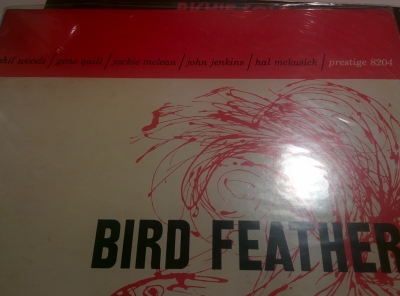 phil woods / gene quill / jackie mclean / john jenkins / hal mckusick / prestige 8204
BIRD FEATHER